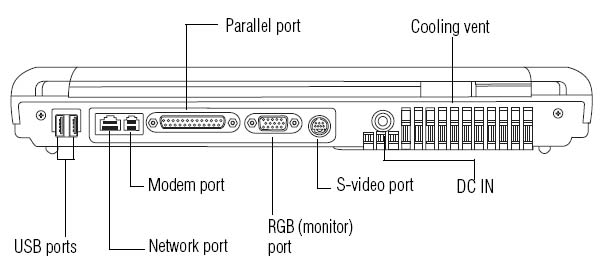 Parallel port
Cooling vent
Modem port
S-video port
DC IN
RGB (monitor)
port
USB ports
Network port